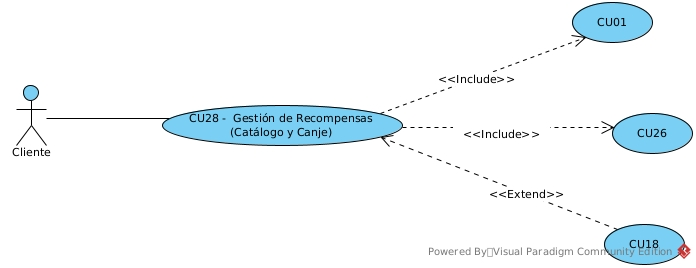 CU01
<<Include>>
CU28 -  Gestión de Recompensas
(Catálogo y Canje)
<<Include>>
CU26
Cliente
<<Extend>>
CU18
Powered By Visual Paradigm Community Edition